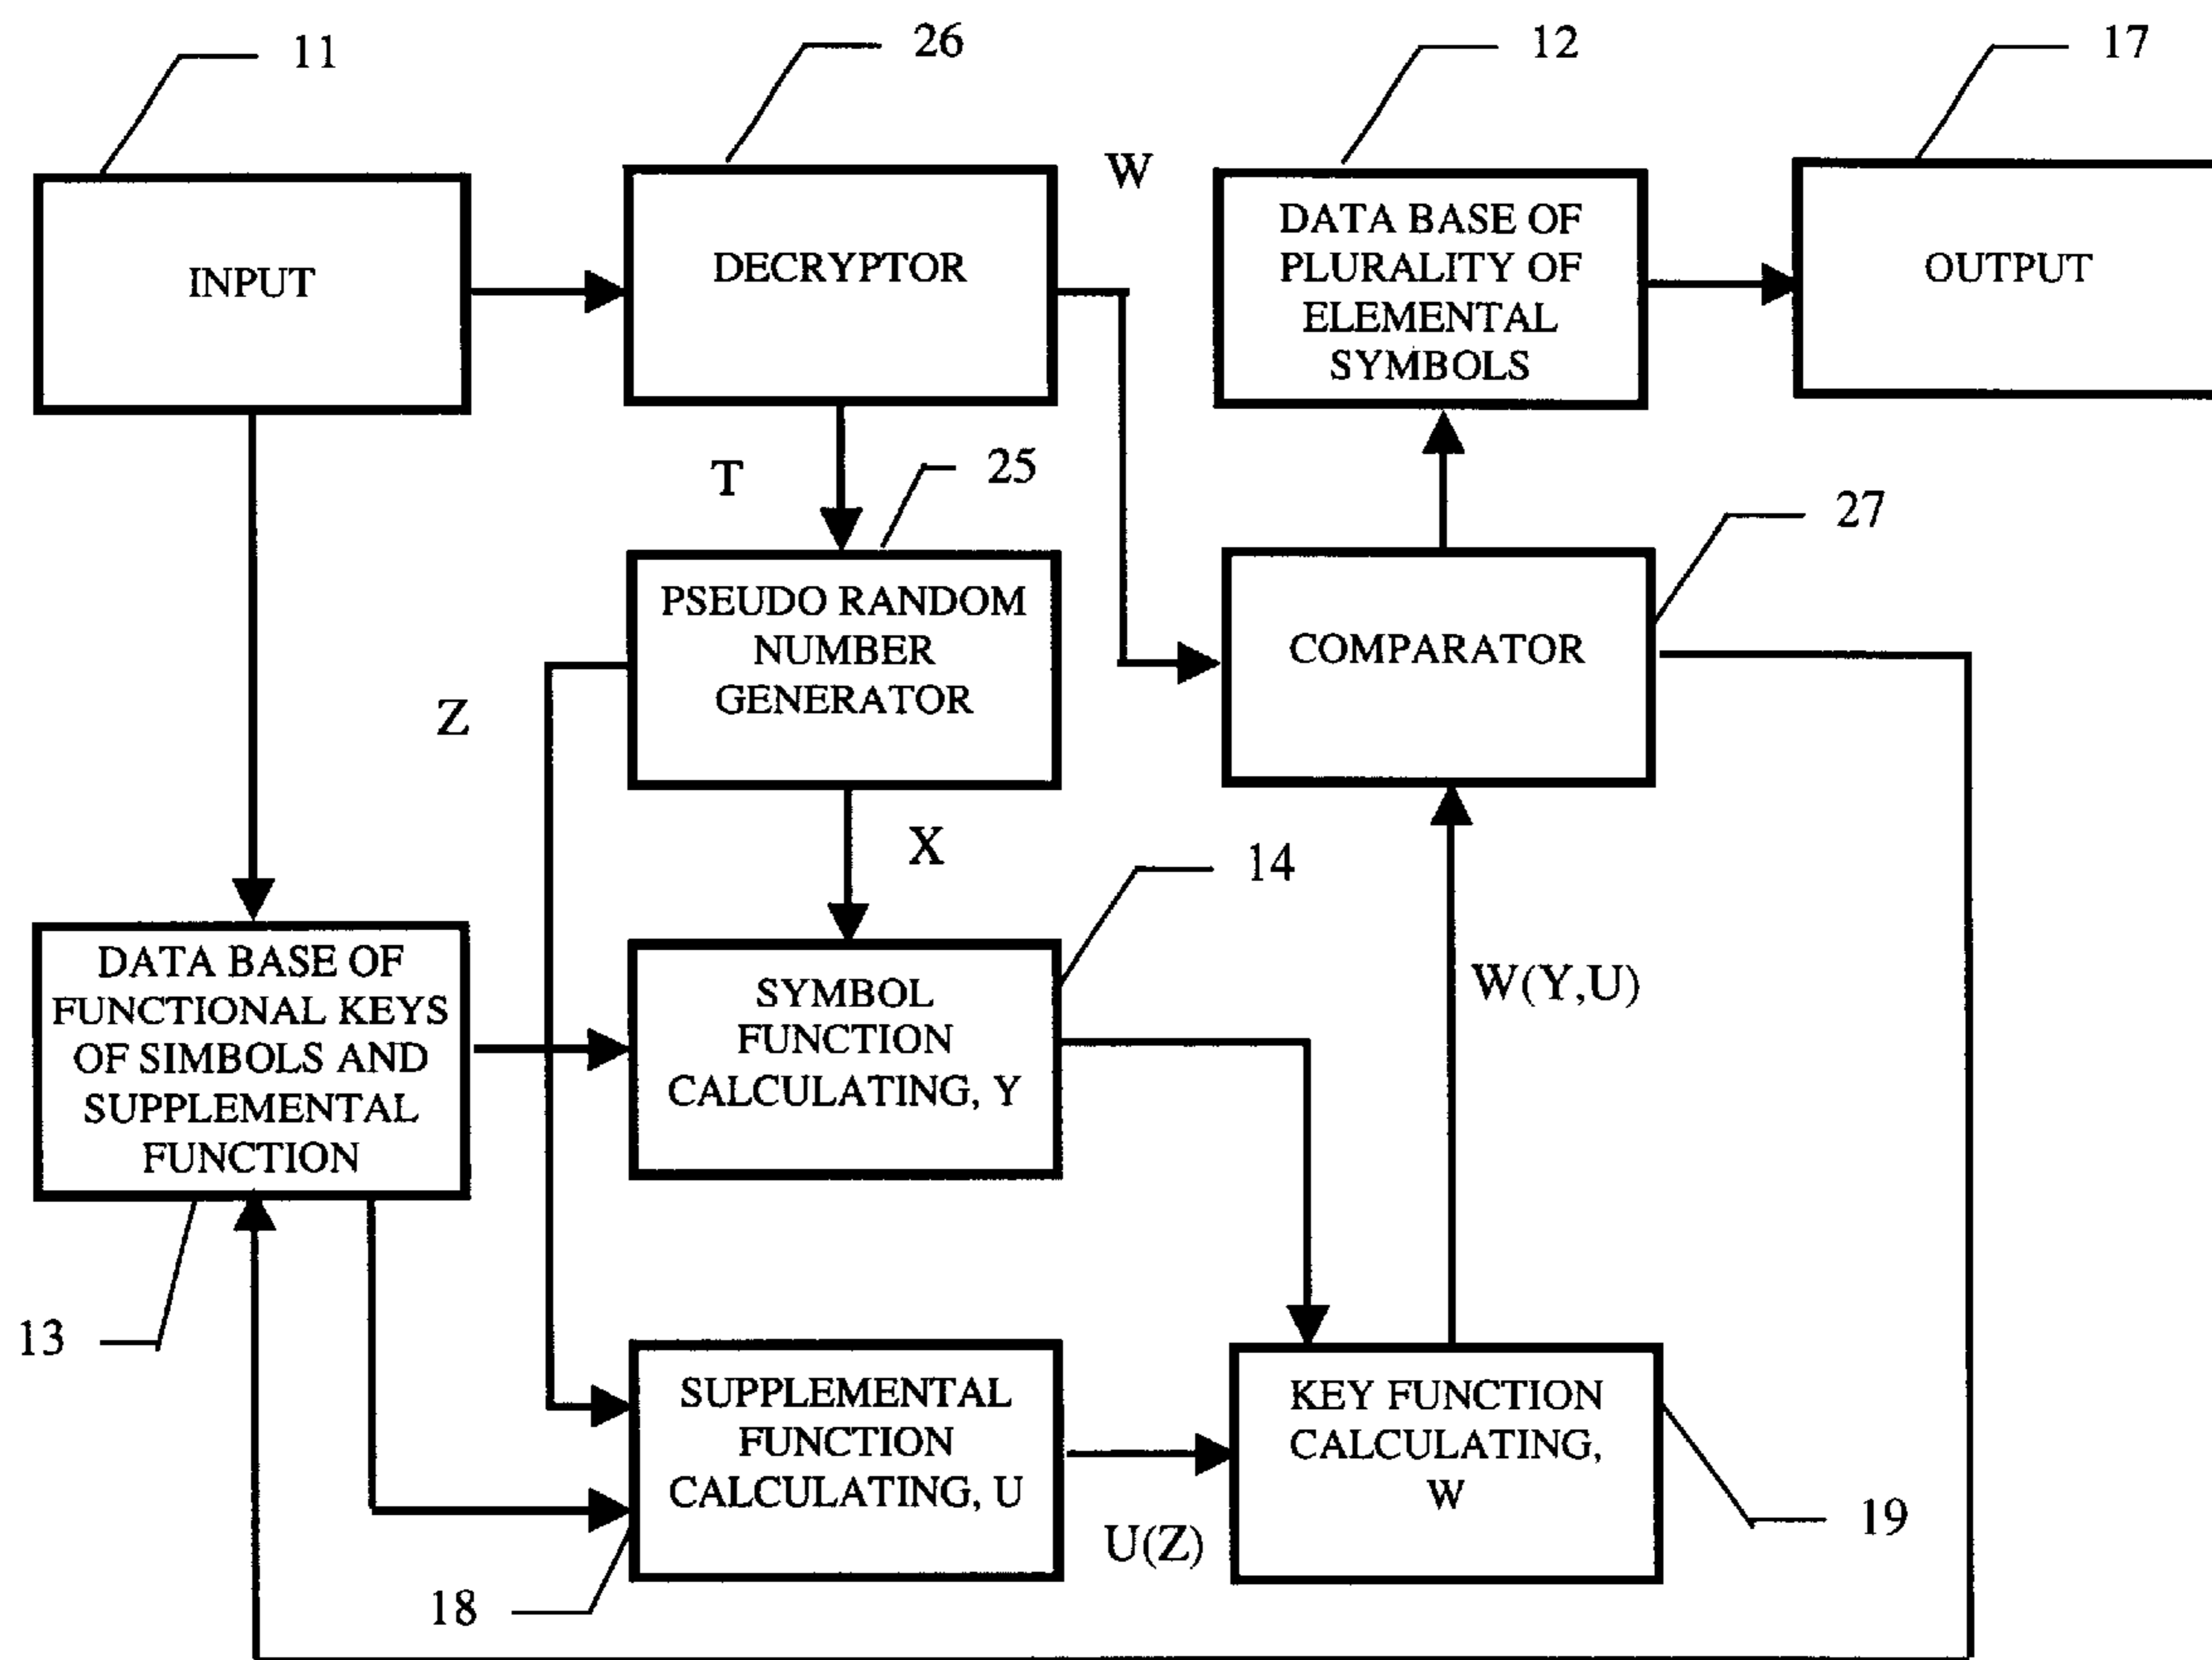 11
26
12
17
INPUT
DECRYPTOR
W
DATA BASE OF
PLURALITY OF
ELEMENTAL
SYMBOLS
OUTPUT
T
25
27
PSEUDO RANDOM
NUMBER
GENERATOR
COMPARATOR
Z
X
14
DATA BASE OF
FUNCTIONAL KEYS
OF SIMBOLS AND
SUPPLEMENTAL
FUNCTION
SYMBOL
FUNCTION
CALCULATING, Y
W(Y,U)
13
SUPPLEMENTAL
FUNCTION
CALCULATING, U
KEY FUNCTION
CALCULATING,
W
18
U(Z)
19